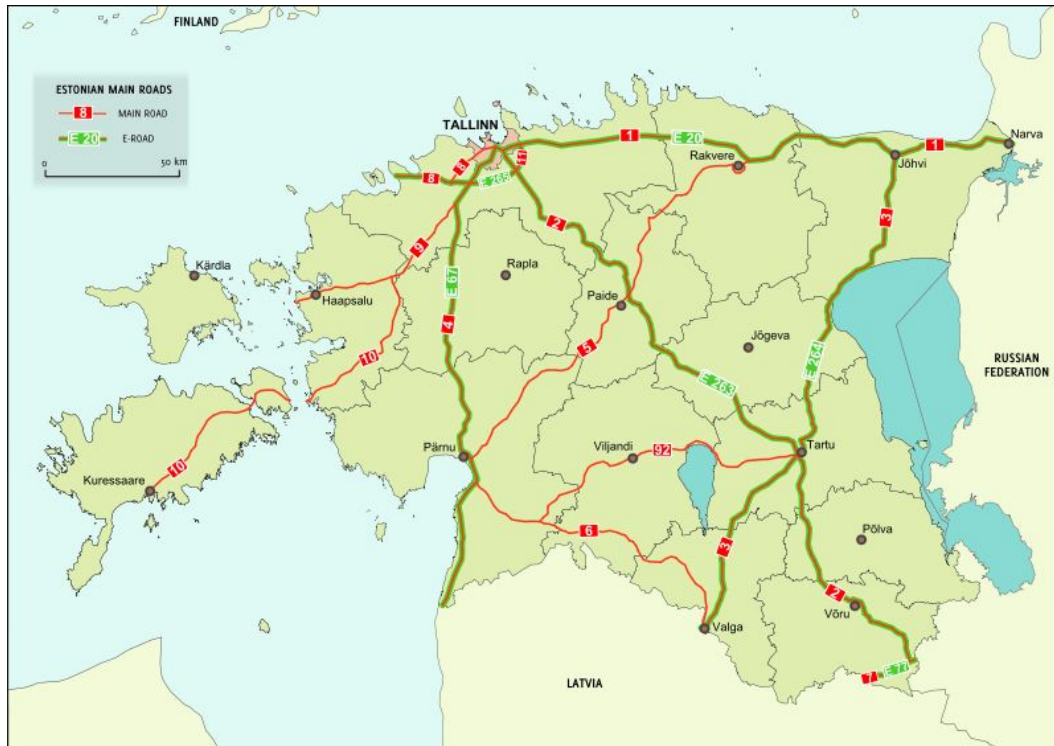 FINLAND
ESTONIAN MAIN ROADS
8 MAIN ROAD
E 20 E-ROAD
0 50 km
TALLINN
1
E 20
1
Narva
8
11
Rakvere
Jõhvi
8
E 265
2
3
9
Kärdla
Rapla
E 67
Haapsalu
Paide
4
Jõgeva
5
10
E 264
RUSSIAN
FEDERATION
E 263
Pärnu
Viljandi
92
Tartu
10
Kuressaare
6
3
Põlva
2
Võru
Valga
7
E 77
LATVIA